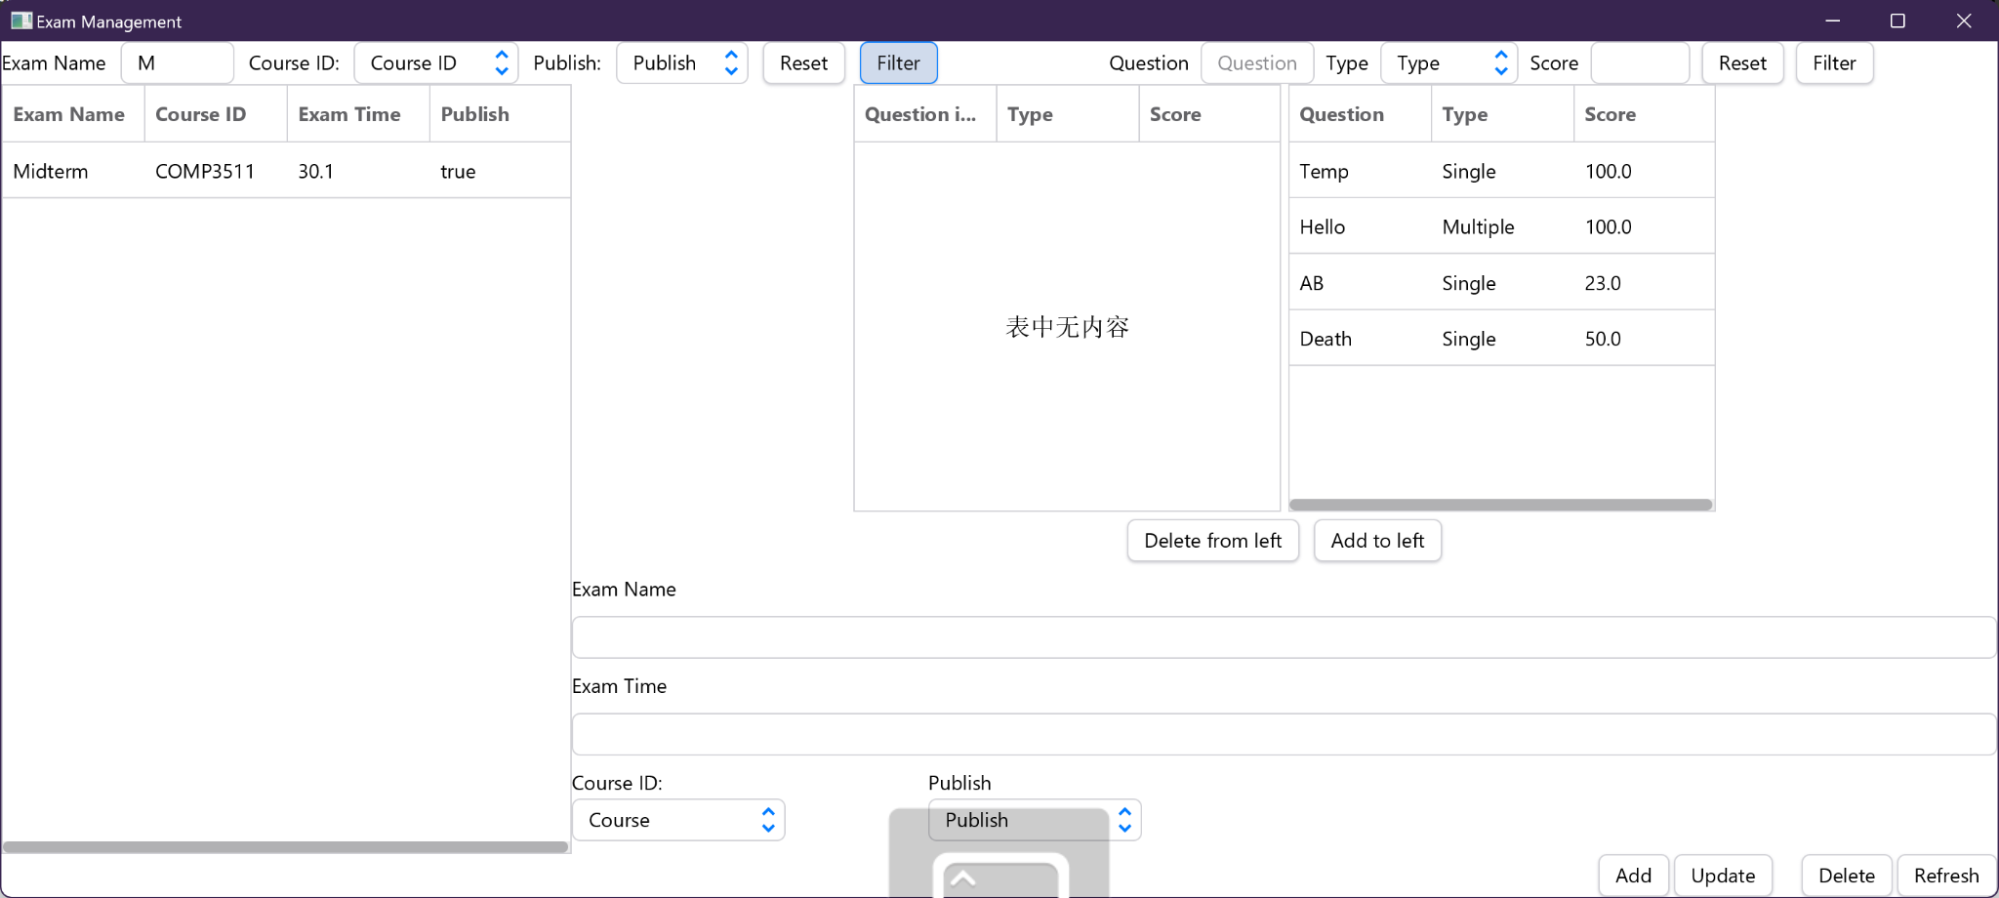 Exam Management
Exam Name M Course ID: Course ID Publish: Publish Reset Filter Question Question Type Type Score Reset Filter
Exam Name Course ID Exam Time Publish
Midterm COMP3511 30.1 true
Question i... Type Score
表中无内容
Question Type Score
Temp Single 100.0
Hello Multiple 100.0
AB Single 23.0
Death Single 50.0
Delete from left Add to left
Exam Name
Exam Time
Course ID: Publish
Course Publish
Add Update Delete Refresh